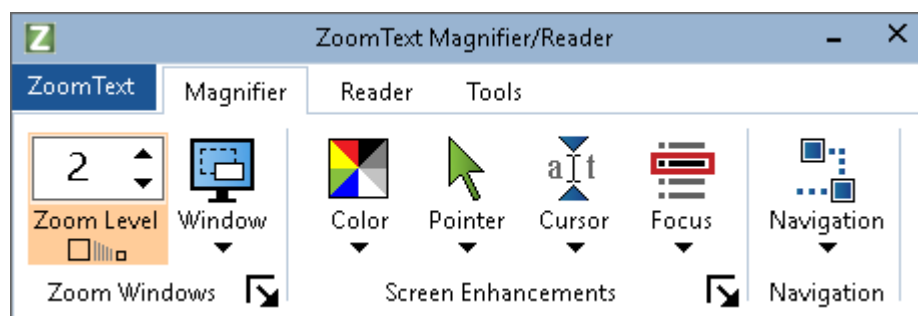 Z ZoomText Magnifier/Reader
ZoomText Magnifier Reader Tools
2
Zoom Level Window Color Pointer a t Cursor Focus Navigation
Zoom Windows Screen Enhancements Navigation